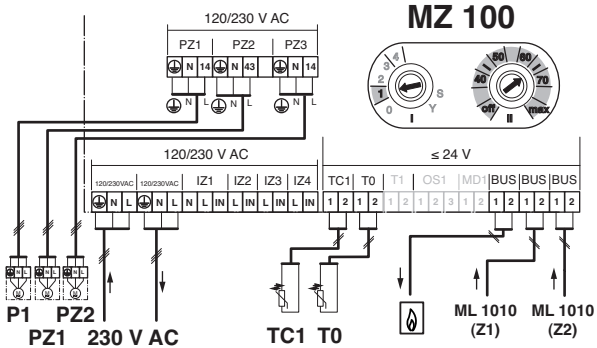 MZ 100
120/230 V AC
PZ1 PZ2 PZ3
N 14 N 43 N 14
N L N L N L
0 1 2 3 4 S Y
I
off 40 50 60 70 max
II
120/230 V AC ≤ 24 V
120/230VAC 120/230VAC IZ1 IZ2 IZ3 IZ4 TC1 T0 T1 OS1 MD1 BUS BUS BUS
N L N L N L IN L IN L IN L IN 1 2 1 2 1 2 1 2 3 1 2 1 2 1 2 1 2
N L N L N L
P1 PZ1 PZ2 230 V AC TC1 T0
ML 1010 (Z1)
ML 1010 (Z2)